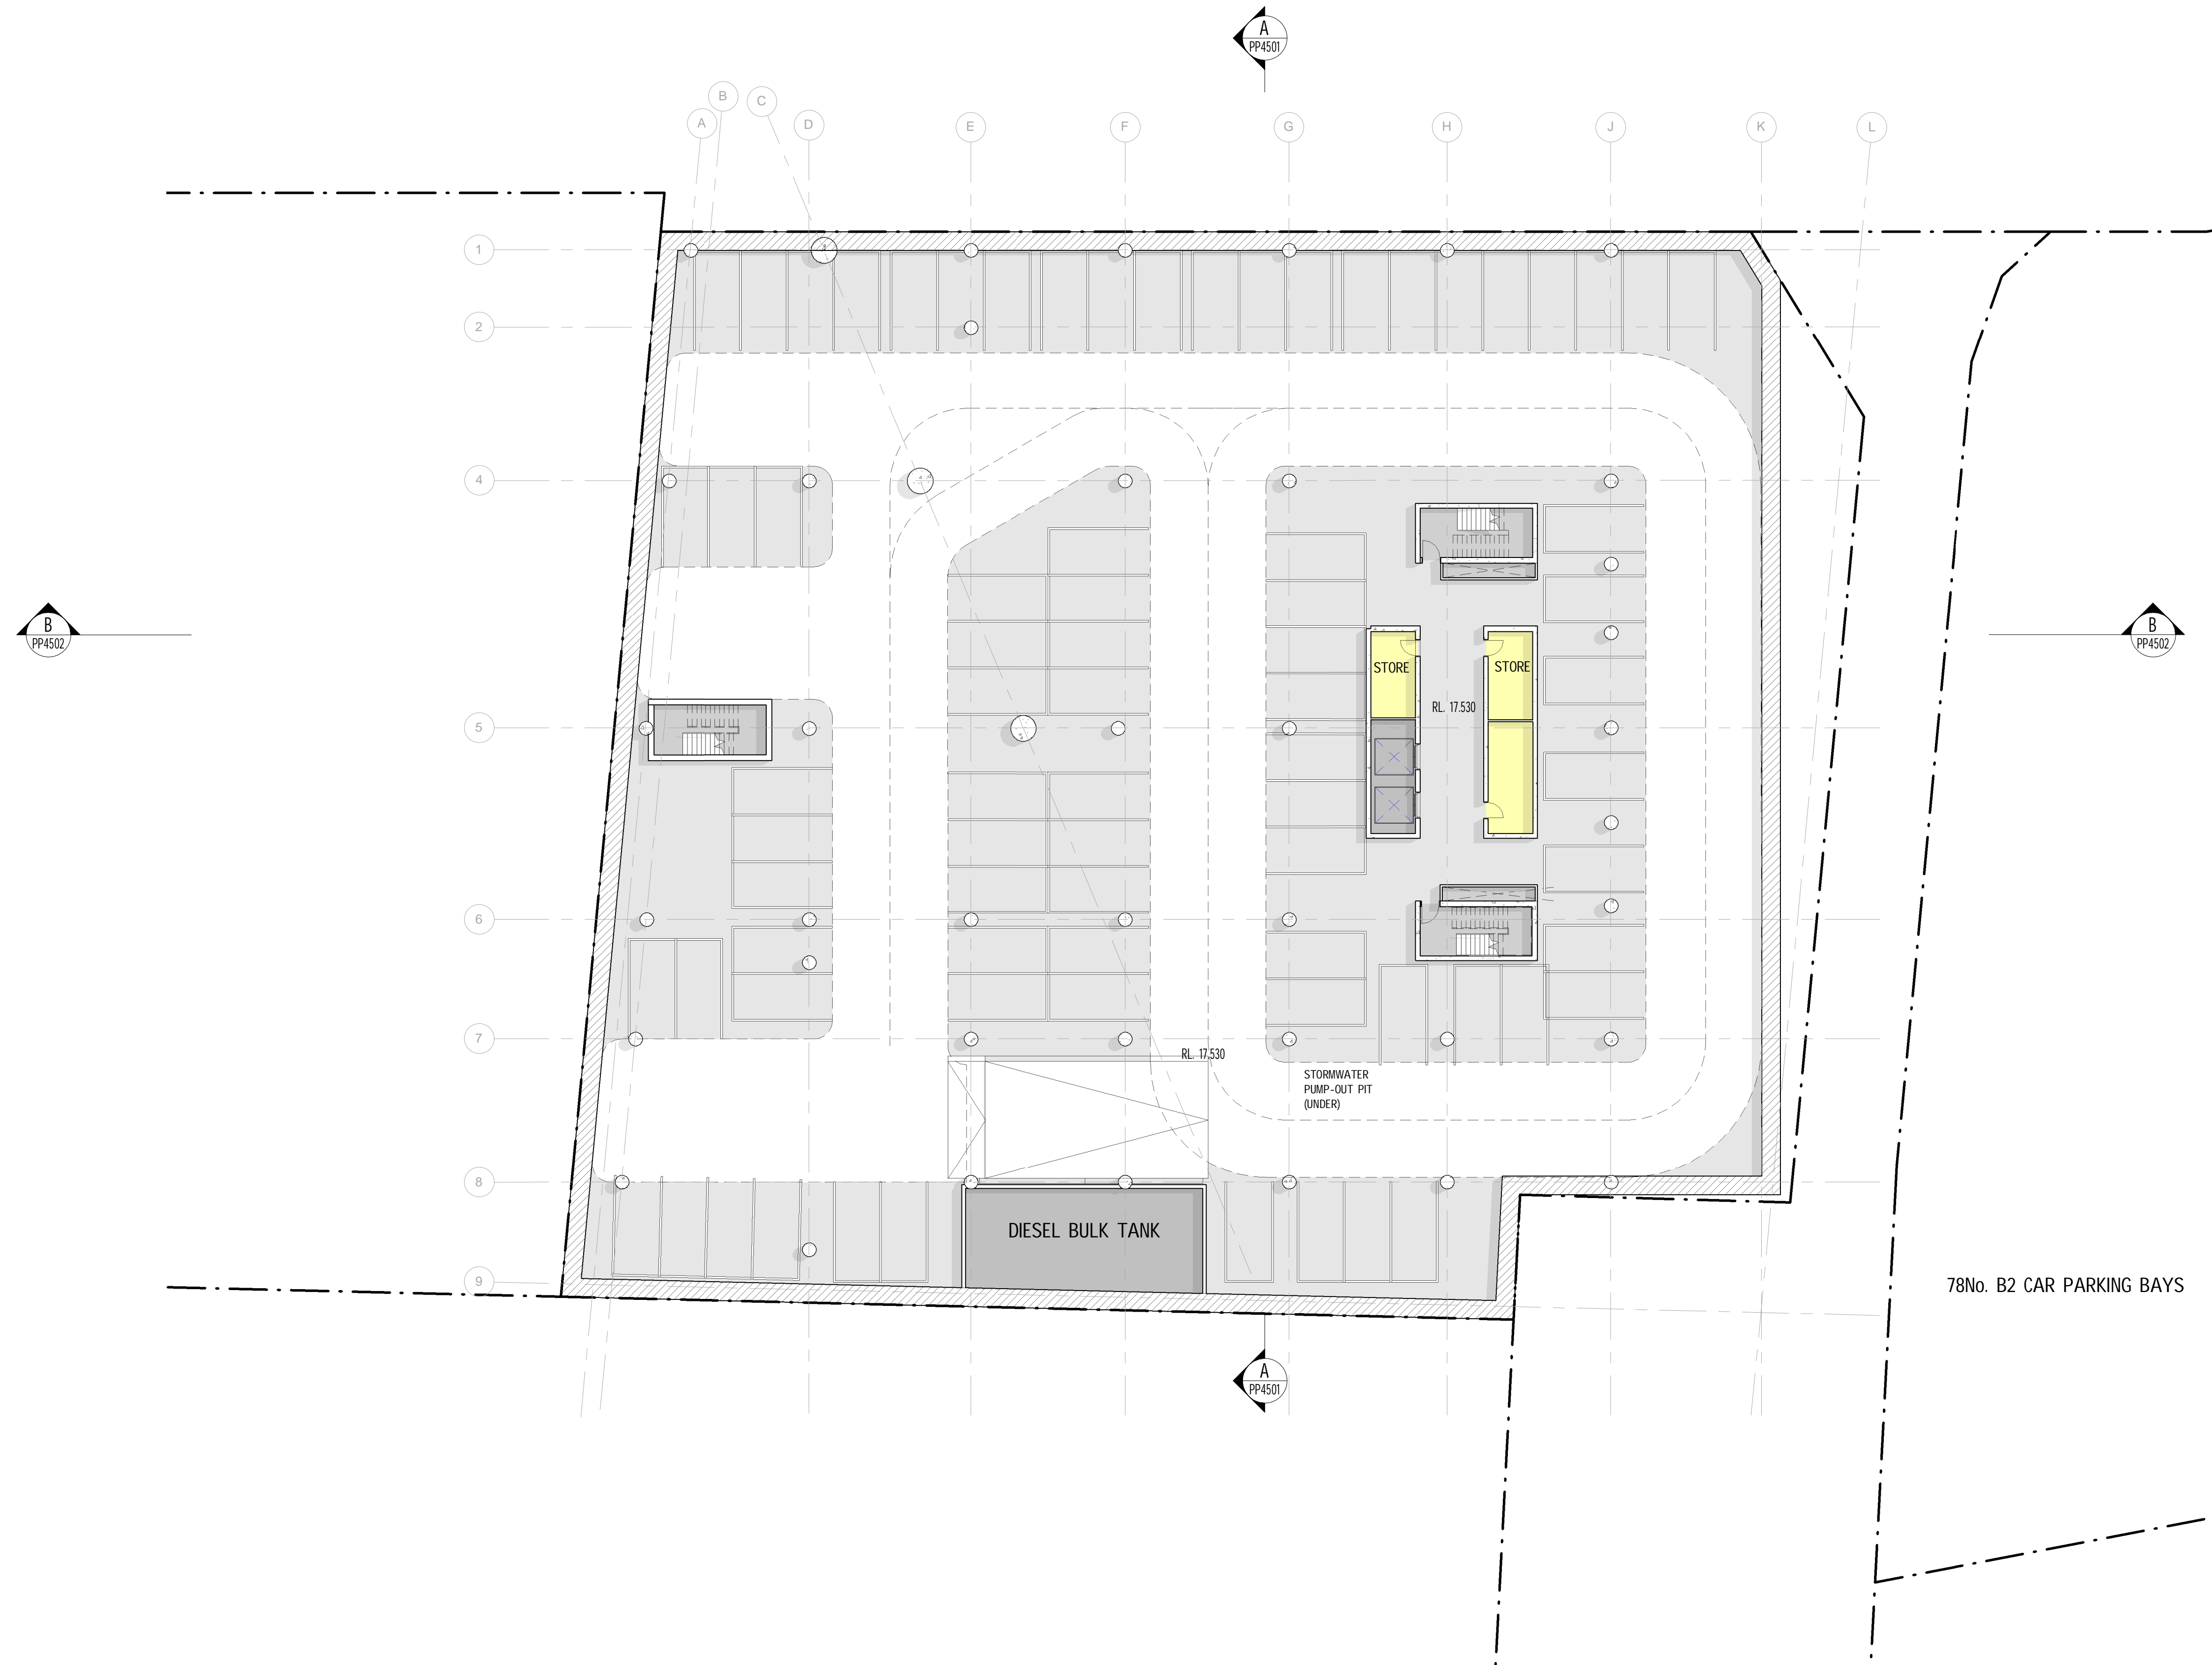 A
PP4501
B
C
A
D
E
F
G
H
J
K
L
1
2
4
B
PP4502
B
PP4502
STORE
STORE
RL. 17.530
5
6
7
RL. 17.530
STORMWATER
PUMP-OUT PIT
(UNDER)
8
DIESEL BULK TANK
9
78No. B2 CAR PARKING BAYS
A
PP4501